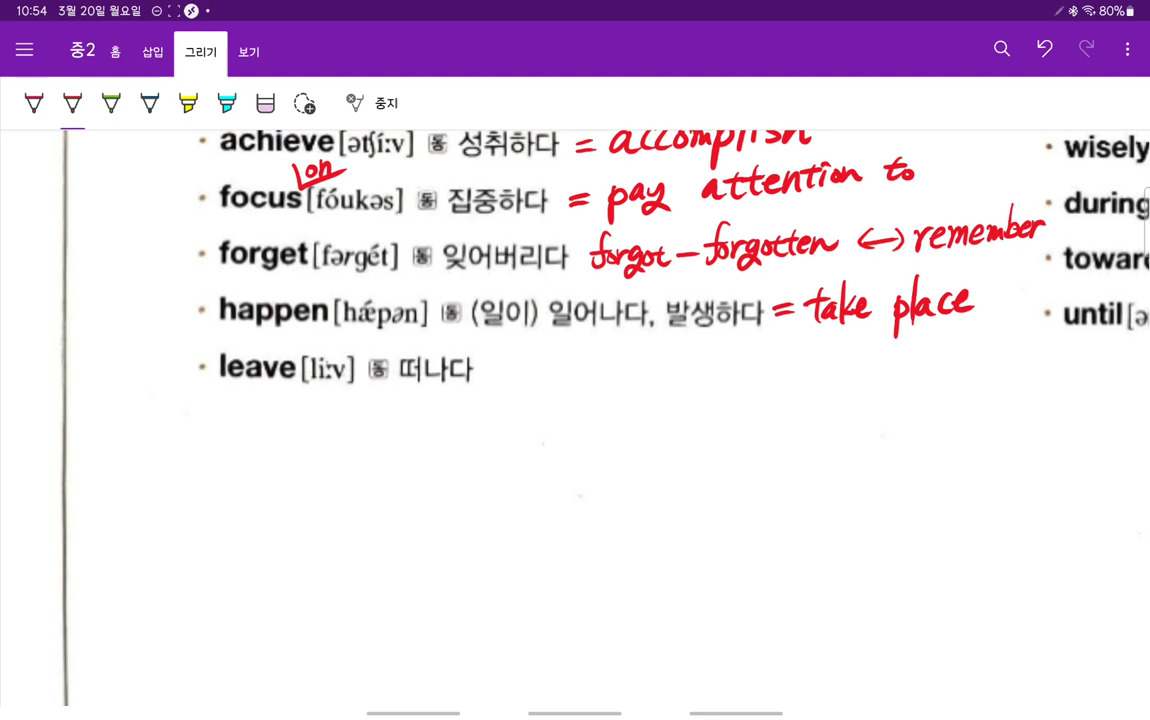 10:54 3월 20일 월요일 80%
중2 홈 삽입 그리기 보기
중지
• achieve[ətʃíːv] 동 성취하다 = accomplish
on
• focus[fóukəs] 동 집중하다 = pay attention to
• forget[fərgét] 동 잊어버리다 forgot - forgotten ↔ remember
• happen[hǽpən] 동 (일이) 일어나다, 발생하다 = take place
• leave[liːv] 동 떠나다
• wisely
• during
• until[ə